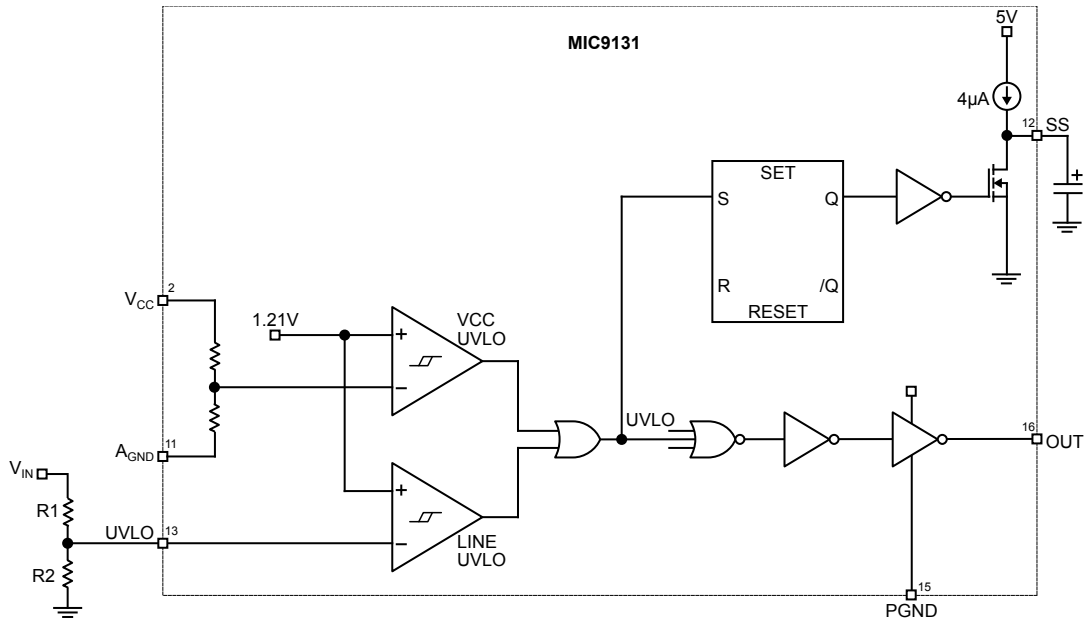 MIC9131
5V
4µA
12 SS
+
SET
S Q
R /Q
RESET
2
VCC
1.21V
+
VCC
UVLO
−
11
AGND
VIN
R1
UVLO 13
R2
+
−
LINE
UVLO
UVLO
16
OUT
15
PGND